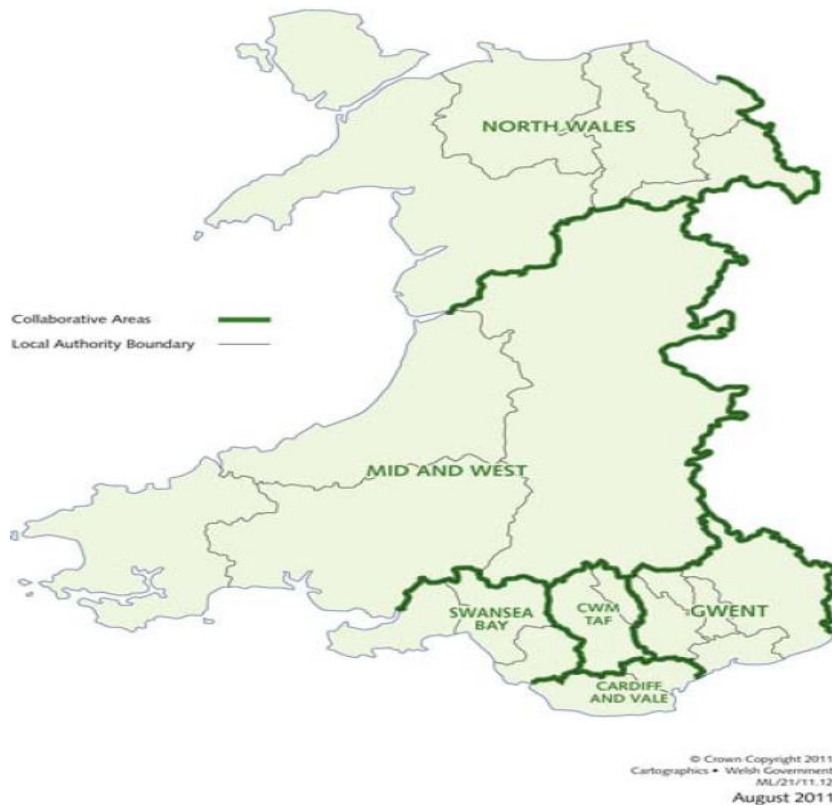 NORTH WALES
Collaborative Areas
Local Authority Boundary
MID AND WEST
SWANSEA
BAY
CWM
TAF
GWENT
CARDIFF
AND VALE
© Crown Copyright 2011
Cartographics • Welsh Government
ML/21/11.12
August 2011